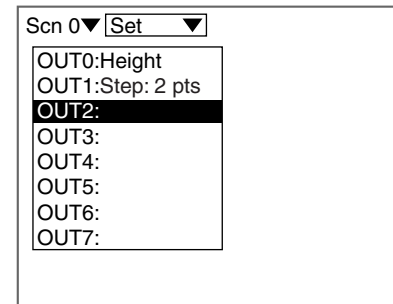 Scn 0▼ Set ▼
OUT0:Height
OUT1:Step: 2 pts
OUT2:
OUT3:
OUT4:
OUT5:
OUT6:
OUT7: